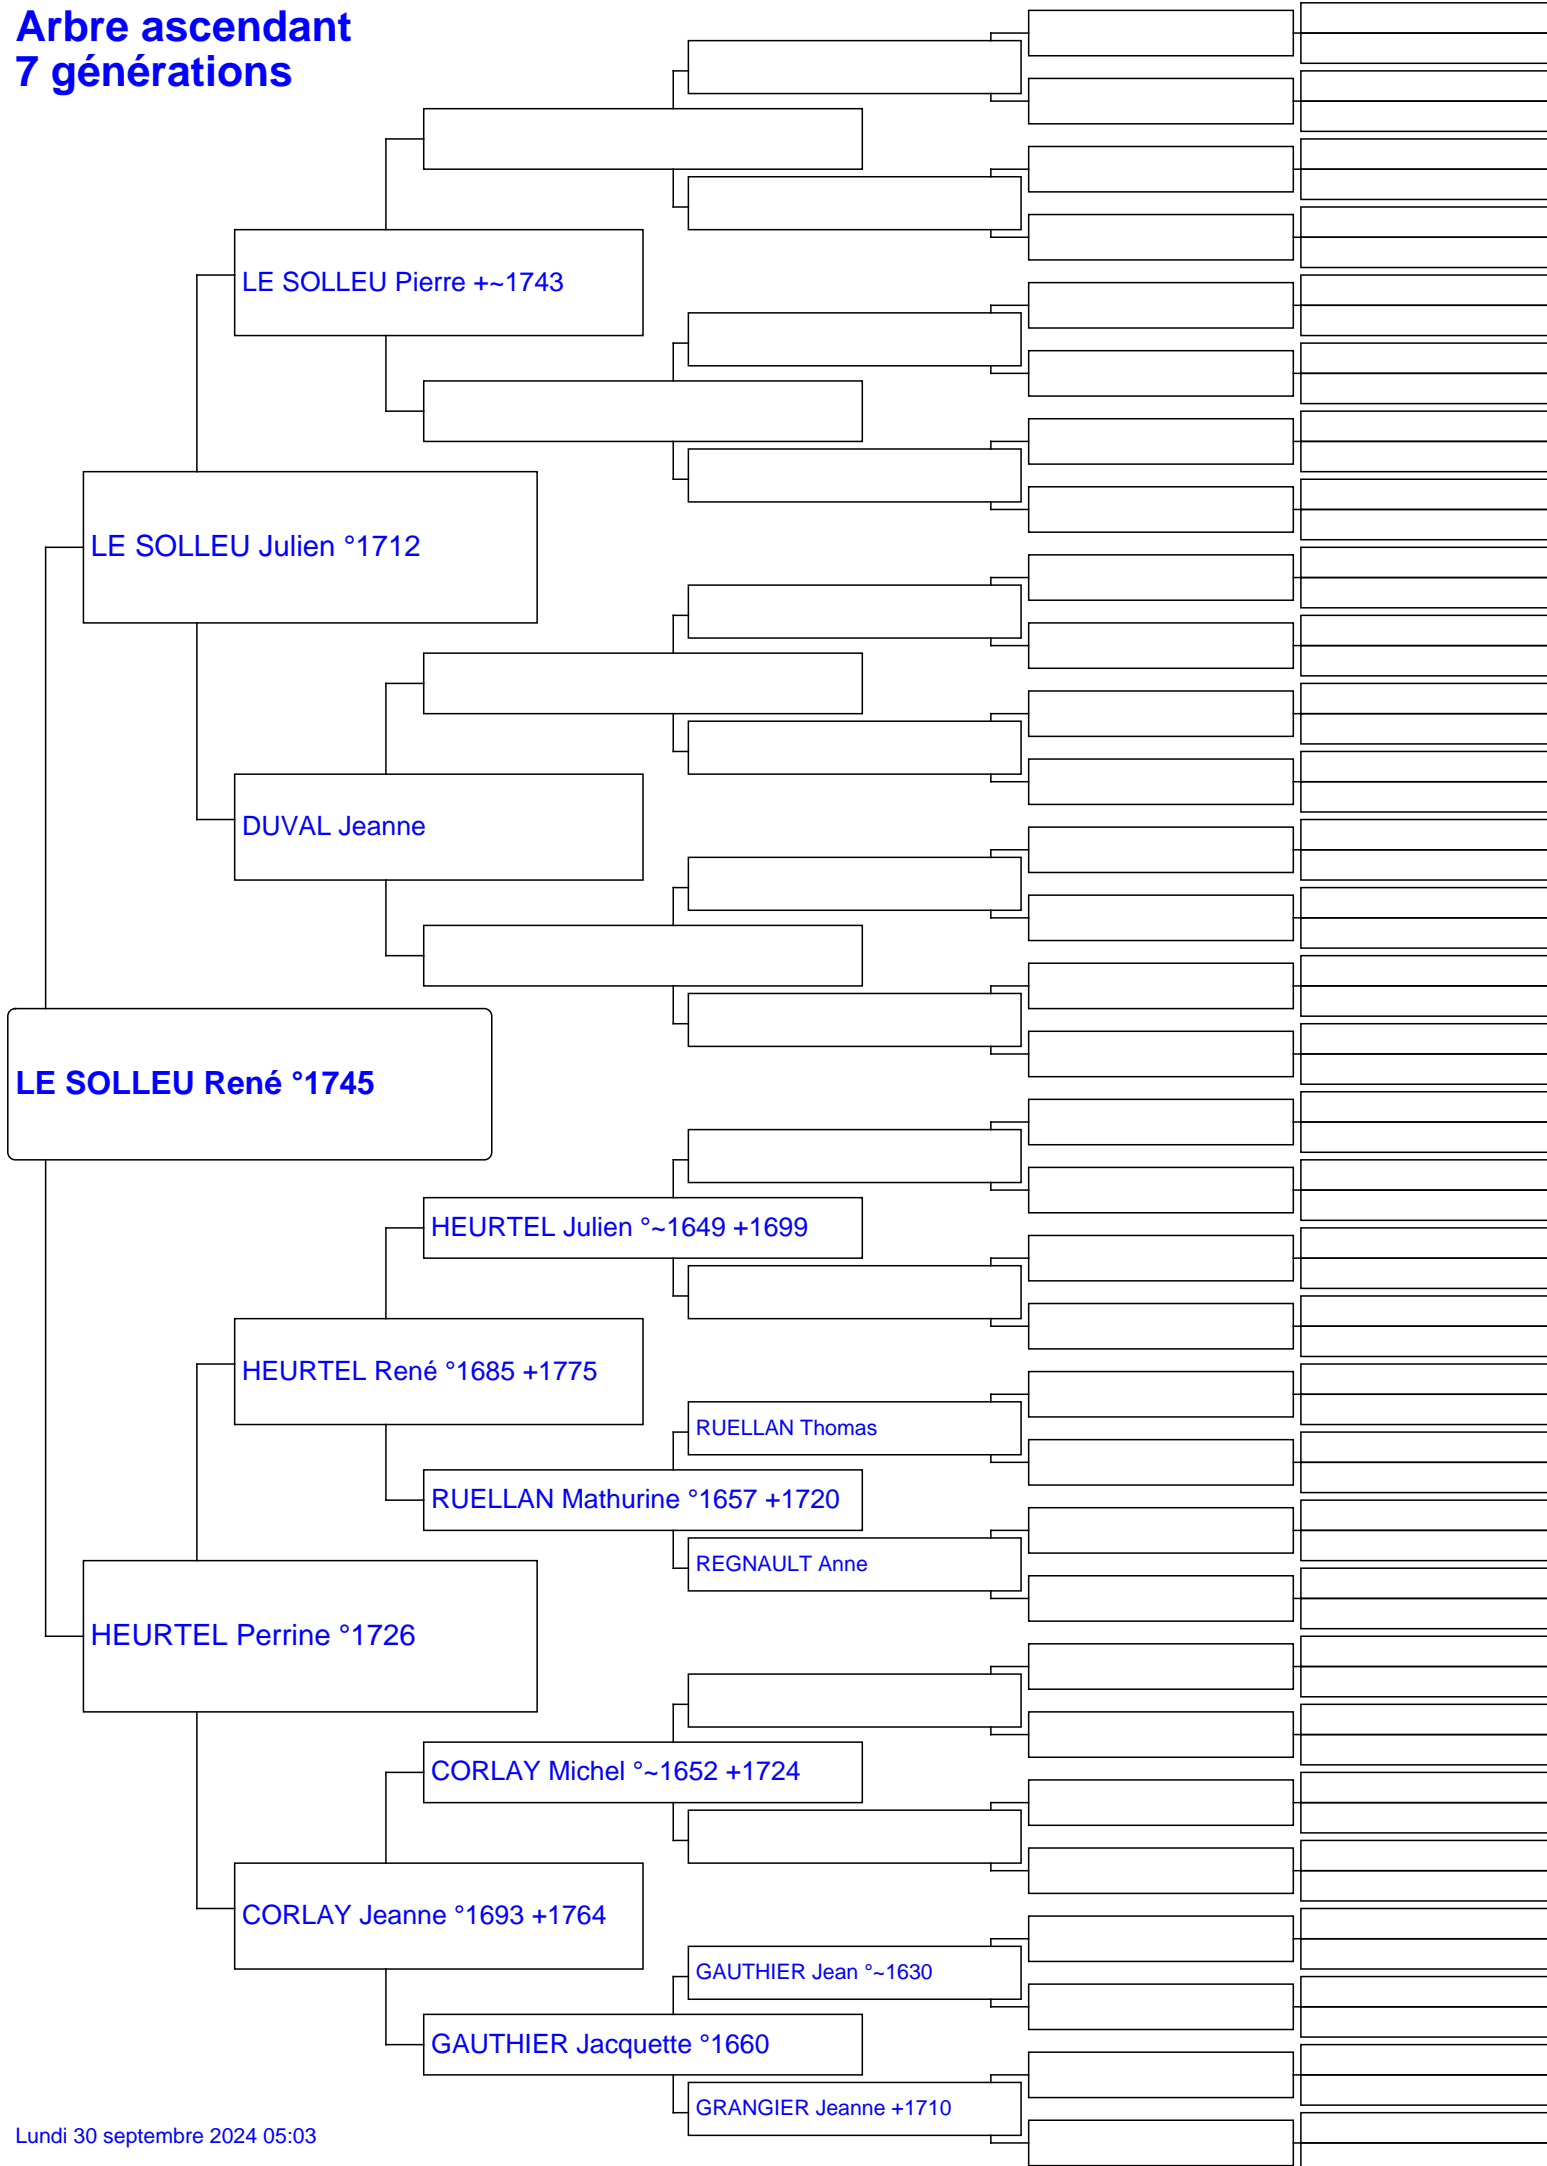 Arbre ascendant
7 générations
LE SOLLEU Pierre +~1743
LE SOLLEU Julien °1712
DUVAL Jeanne
LE SOLLEU René °1745
HEURTEL Julien °~1649 +1699
HEURTEL René °1685 +1775
RUELLAN Thomas
RUELLAN Mathurine °1657 +1720
REGNAULT Anne
HEURTEL Perrine °1726
CORLAY Michel °~1652 +1724
CORLAY Jeanne °1693 +1764
GAUTHIER Jean °~1630
GAUTHIER Jacquette °1660
GRANGIER Jeanne +1710
Lundi 30 septembre 2024 05:03